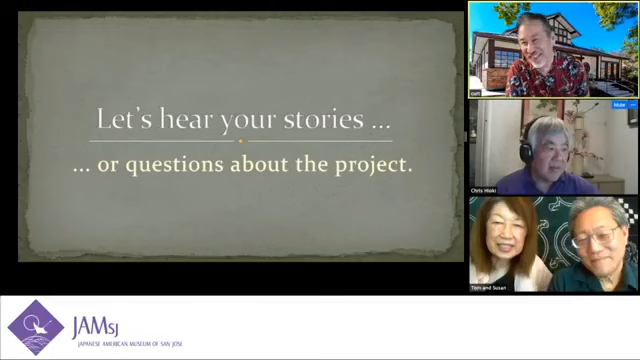 Let's hear your stories ...
... or questions about the project.
Mute
Chris Hioki
Tom and Susan
JAMsj
JAPANESE AMERICAN MUSEUM OF SAN JOSE